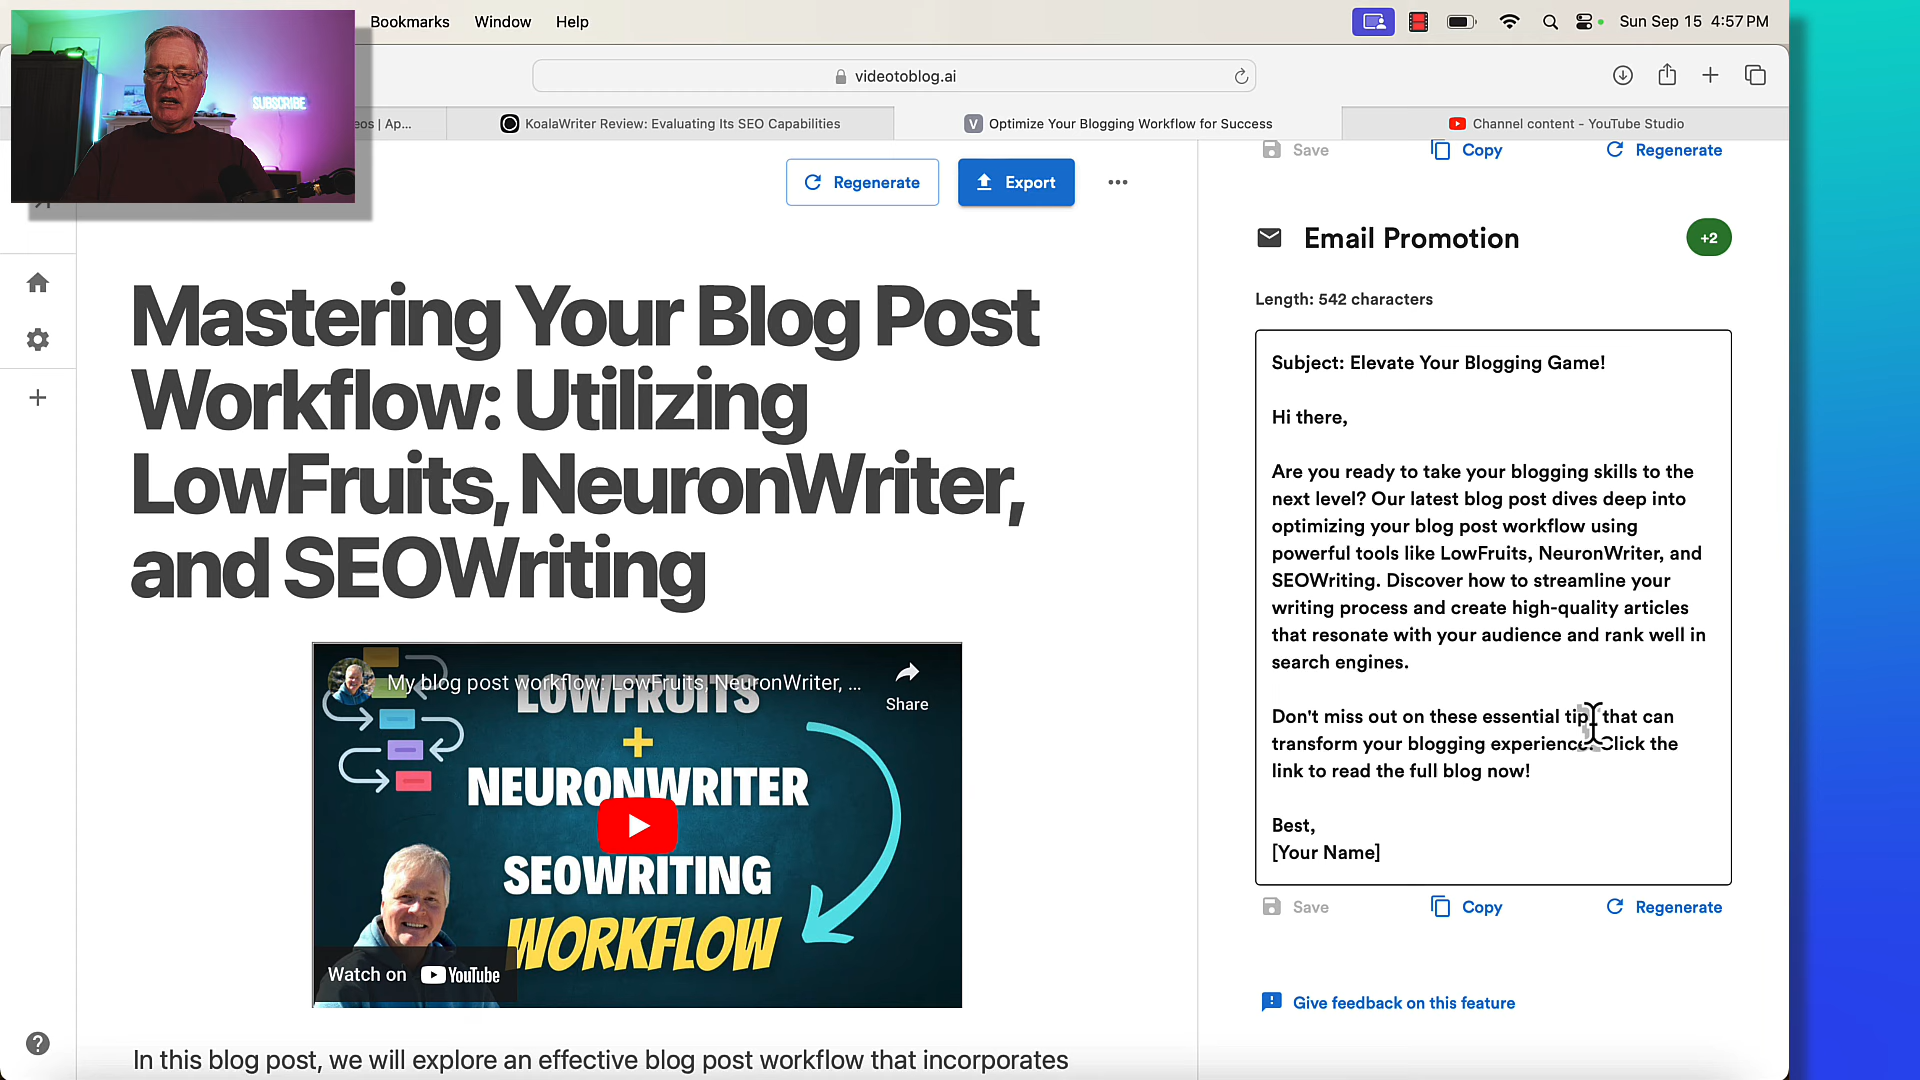 Bookmarks Window Help
Sun Sep 15 4:57 PM
SUBSCRIBE
videotoblog.ai
eos | Ap...
KoalaWriter Review: Evaluating Its SEO Capabilities
V Optimize Your Blogging Workflow for Success
Channel content - YouTube Studio
Regenerate
Export
Mastering Your Blog Post
Workflow: Utilizing
LowFruits, NeuronWriter,
and SEOWriting
My blog post workflow: LowFruits, NeuronWriter, ...
Share
LOWFRUITS
+
NEURONWRITER
SEOWRITING
WORKFLOW
Watch on YouTube
In this blog post, we will explore an effective blog post workflow that incorporates
Save Copy Regenerate
Email Promotion
+2
Length: 542 characters
Subject: Elevate Your Blogging Game!
Hi there,
Are you ready to take your blogging skills to the
next level? Our latest blog post dives deep into
optimizing your blog post workflow using
powerful tools like LowFruits, NeuronWriter, and
SEOWriting. Discover how to streamline your
writing process and create high-quality articles
that resonate with your audience and rank well in
search engines.
Don't miss out on these essential tips that can
transform your blogging experience. Click the
link to read the full blog now!
Best,
[Your Name]
Save Copy Regenerate
Give feedback on this feature